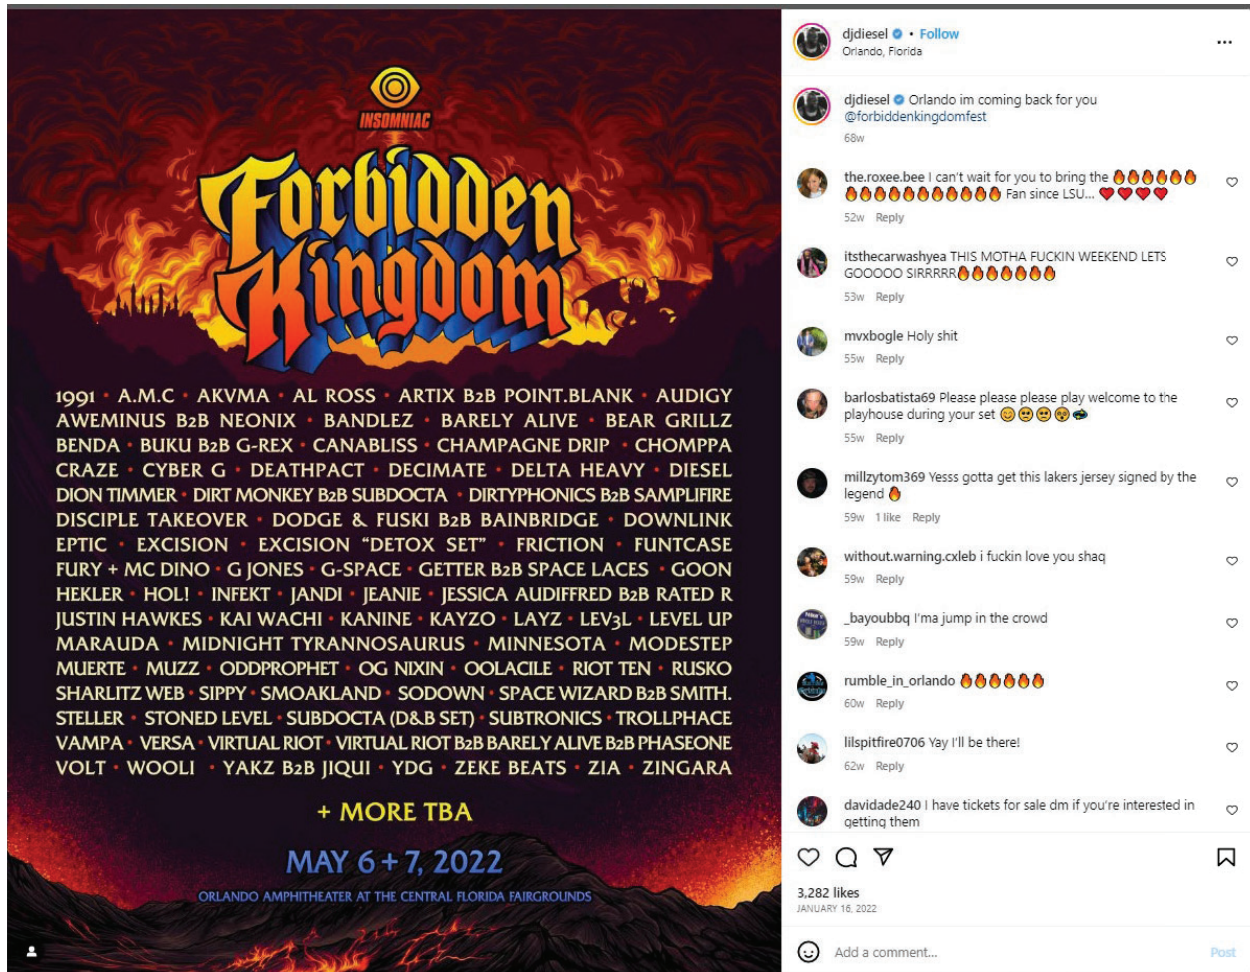 INSOMNIAC
Forbidden
Kingdom
1991 • A.M.C • AKVMA • AL ROSS • ARTIX B2B POINT.BLANK • AUDIGY
AWEMINUS B2B NEONIX • BANDLEZ • BARELY ALIVE • BEAR GRILLZ
BENDA • BUKU B2B G-REX • CANABLISS • CHAMPAGNE DRIP • CHOMPPA
CRAZE • CYBER G • DEATHPACT • DECIMATE • DELTA HEAVY • DIESEL
DION TIMMER • DIRT MONKEY B2B SUBDOCTA • DIRTYPHONICS B2B SAMPLIFIRE
DISCIPLE TAKEOVER • DODGE & FUSKI B2B BAINBRIDGE • DOWNLINK
EPTIC • EXCISION • EXCISION “DETOX SET” • FRICTION • FUNTCASE
FURY + MC DINO • G JONES • G-SPACE • GETTER B2B SPACE LACES • GOON
HEKLER • HOL! • INFEKT • JANDI • JEANIE • JESSICA AUDIFFRED B2B RATED R
JUSTIN HAWKES • KAI WACHI • KANINE • KAYZO • LAYZ • LEV3L • LEVEL UP
MARAUDA • MIDNIGHT TYRANNOSAURUS • MINNESOTA • MODESTEP
MUERTE • MUZZ • ODDPROPHET • OG NIXIN • OOLACILE • RIOT TEN • RUSKO
SHARLITZ WEB • SIPPY • SMOAKLAND • SODOWN • SPACE WIZARD B2B SMITH.
STELLER • STONED LEVEL • SUBDOCTA (D&B SET) • SUBTRONICS • TROLLPHACE
VAMPA • VERSA • VIRTUAL RIOT • VIRTUAL RIOT B2B BARELY ALIVE B2B PHASEONE
VOLT • WOOLI • YAKZ B2B JIQUI • YDG • ZEKE BEATS • ZIA • ZINGARA
+ MORE TBA
MAY 6 + 7, 2022
ORLANDO AMPHITHEATER AT THE CENTRAL FLORIDA FAIRGROUNDS
djdiesel • Follow
Orlando, Florida
djdiesel Orlando im coming back for you
@forbiddenkingdomfest
68w
the.roxee.bee I can't wait for you to bring the 🔥🔥🔥🔥🔥🔥
🔥🔥🔥🔥🔥🔥🔥🔥🔥🔥🔥 Fan since LSU... ❤️❤️❤️❤️
52w Reply
itsthecarwashyea THIS MOTHA FUCKIN WEEKEND LETS
GOOOOO SIRRRRR🔥🔥🔥🔥🔥🔥🔥
53w Reply
mvxbogle Holy shit
55w Reply
barlosbatista69 Please please please play welcome to the
playhouse during your set
55w Reply
millzytom369 Yesss gotta get this lakers jersey signed by the
legend 🔥
59w 1 like Reply
without.warning.cxleb i fuckin love you shaq
59w Reply
_bayoubbq I'ma jump in the crowd
59w Reply
rumble_in_orlando 🔥🔥🔥🔥🔥🔥
60w Reply
lilspitfire0706 Yay I'll be there!
62w Reply
davidade240 I have tickets for sale dm if you're interested in
getting them
3,282 likes
JANUARY 16, 2022
Add a comment...
Post